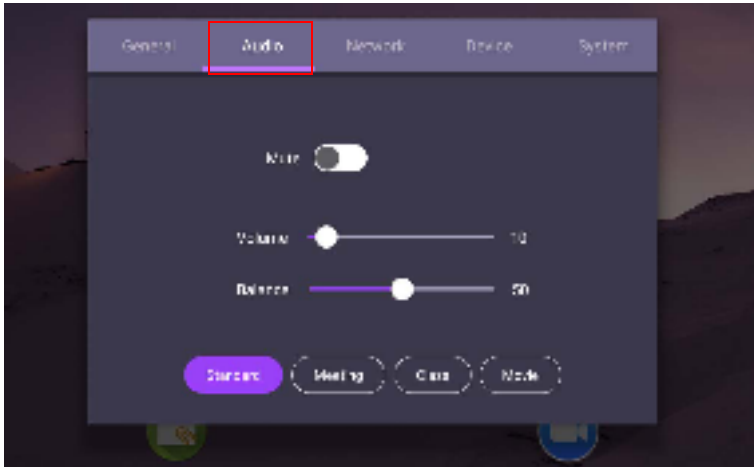 General Audio Network Device System
Mute
Volume 10
Balance 50
Standard Meeting Class Movie